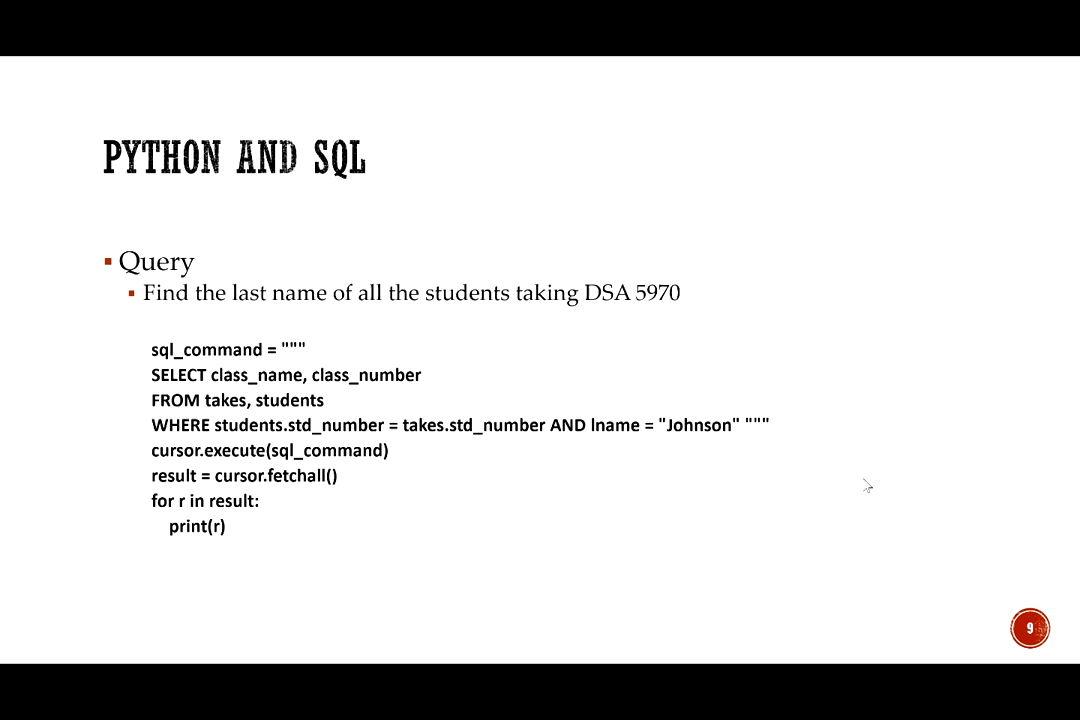 PYTHON AND SQL
Query
Find the last name of all the students taking DSA 5970
sql_command = """
SELECT class_name, class_number
FROM takes, students
WHERE students.std_number = takes.std_number AND lname = "Johnson" """
cursor.execute(sql_command)
result = cursor.fetchall()
for r in result:
    print(r)
9